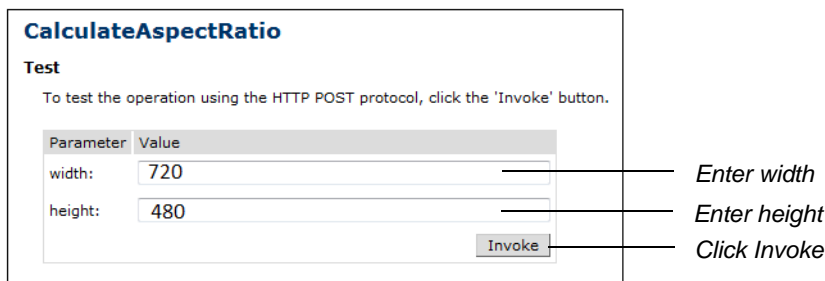 CalculateAspectRatio
Test
To test the operation using the HTTP POST protocol, click the 'Invoke' button.
Parameter Value
width: 720 Enter width
height: 480 Enter height
Invoke Click Invoke